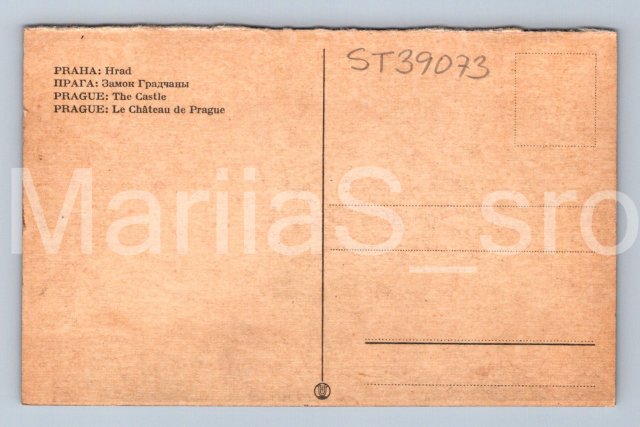 PRAHA: Hrad
ПРАГА: Замок Градчаны
PRAGUE: The Castle
PRAGUE: Le Château de Prague
ST39073
MariiaS_sro